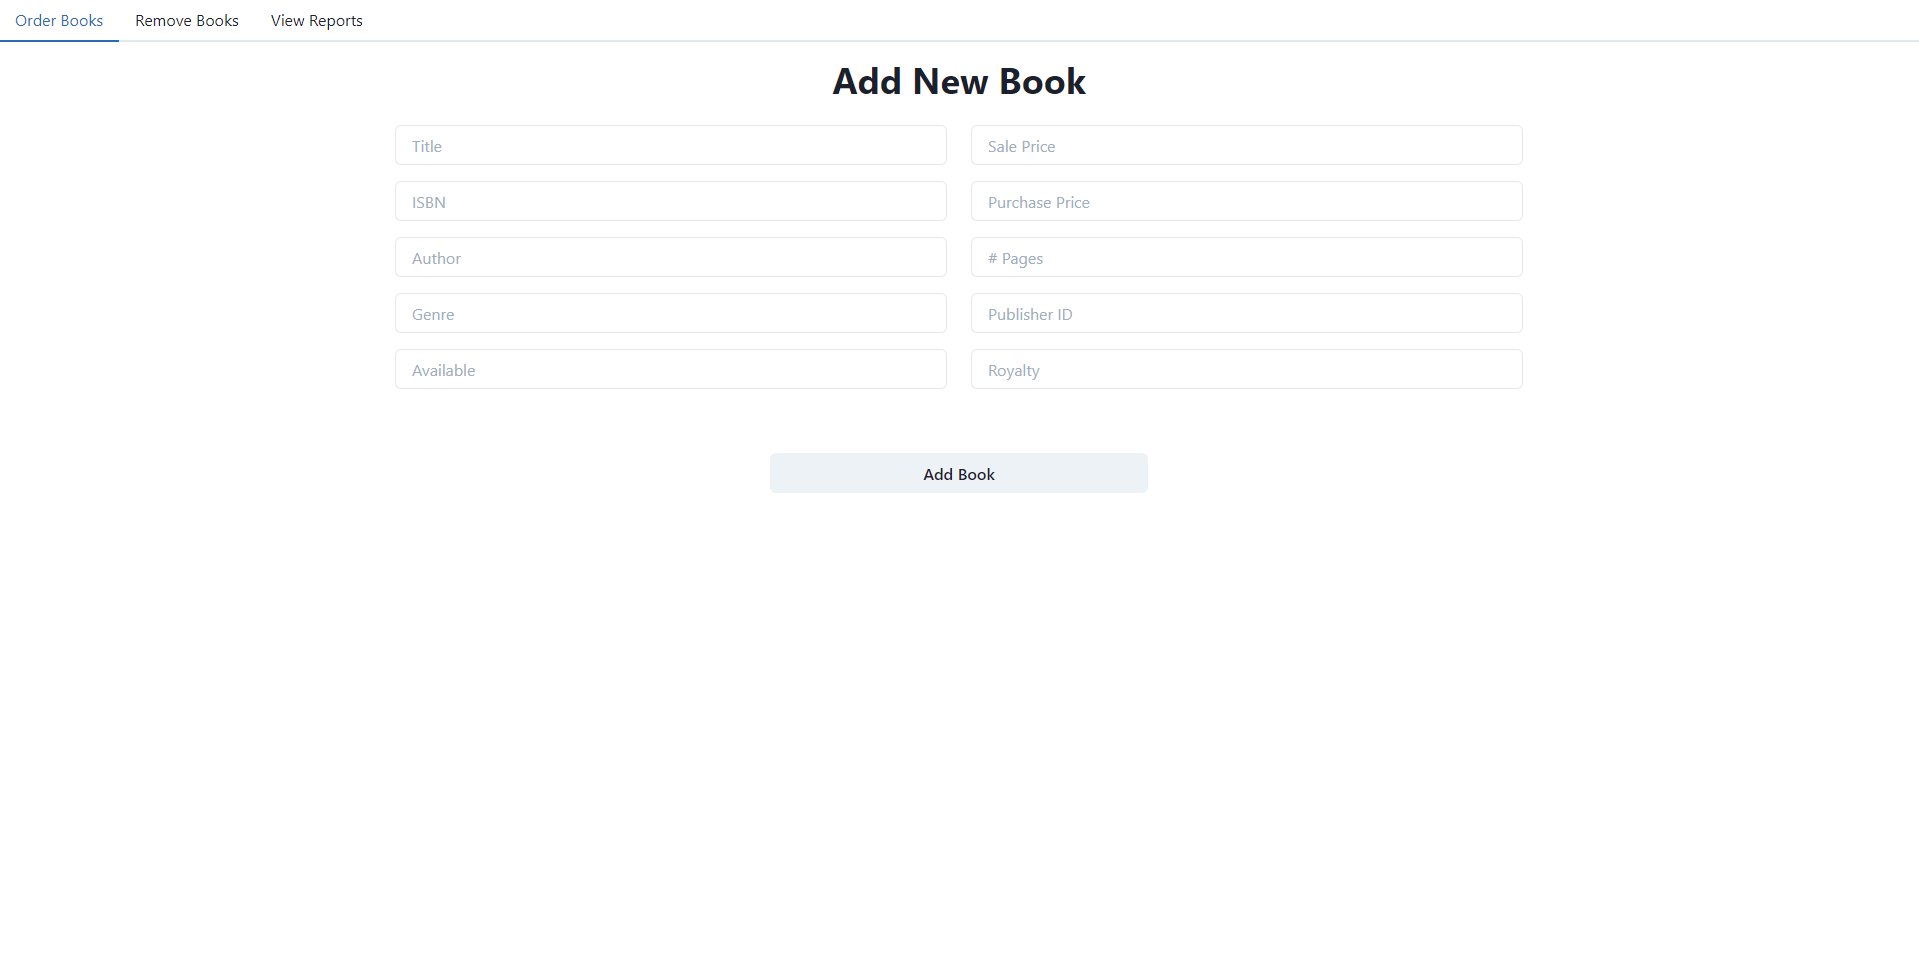 Order Books Remove Books View Reports
Add New Book
Title Sale Price
ISBN Purchase Price
Author # Pages
Genre Publisher ID
Available Royalty
Add Book